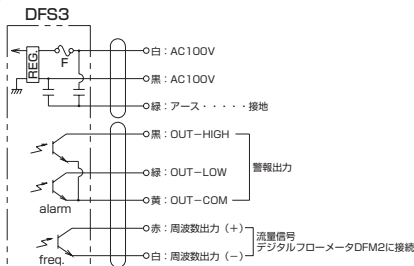 DFS3
REG.
F
白：AC100V
黒：AC100V
緑：アース・・・・・接地
黒：OUT－HIGH
緑：OUT－LOW
警報出力
黄：OUT－COM
alarm
赤：周波数出力（＋）
流量信号
デジタルフローメータDFM2に接続
白：周波数出力（－）
freq.